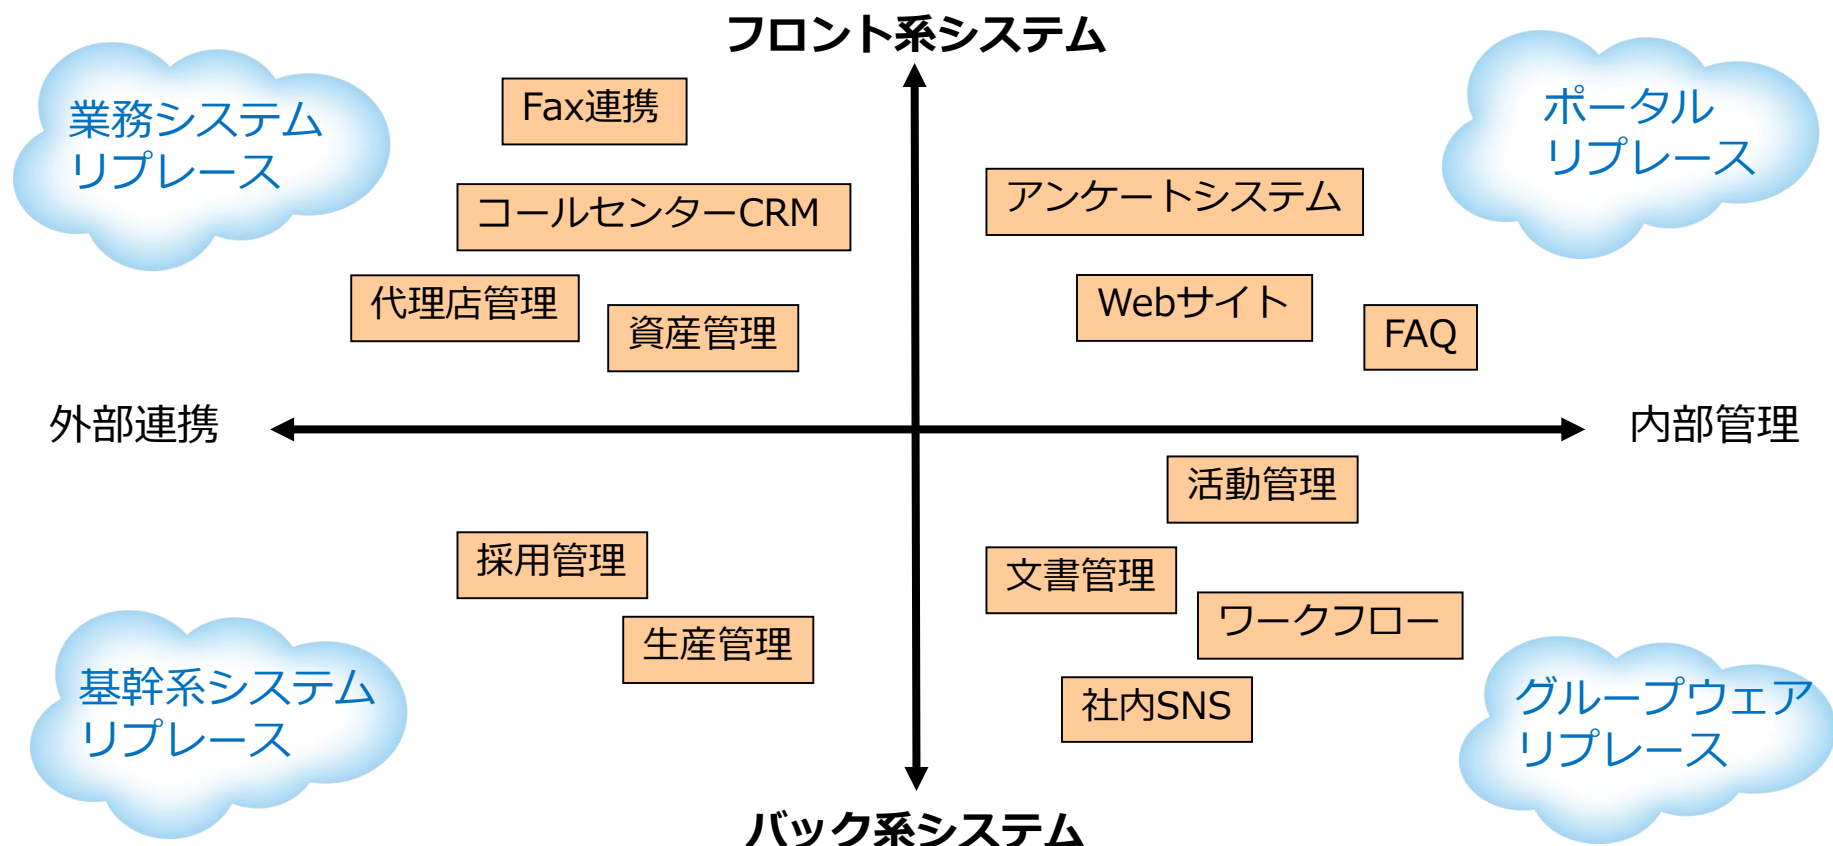 フロント系システム
業務システム
リプレース
Fax連携
コールセンターCRM
代理店管理
資産管理
ポータル
リプレース
アンケートシステム
Webサイト
FAQ
外部連携
内部管理
採用管理
生産管理
基幹系システム
リプレース
活動管理
文書管理
ワークフロー
社内SNS
グループウェア
リプレース
バック系システム